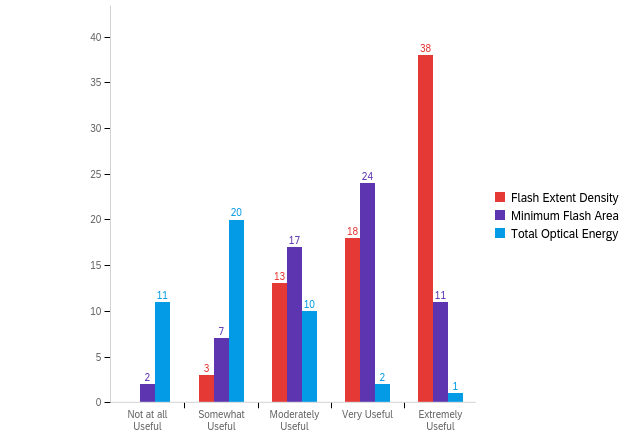 40
35
30
25
20
15
10
5
0
2
11
3
7
20
13
17
10
18
24
2
38
11
1
Not at all
Useful
Somewhat
Useful
Moderately
Useful
Very Useful
Extremely
Useful
Flash Extent Density
Minimum Flash Area
Total Optical Energy